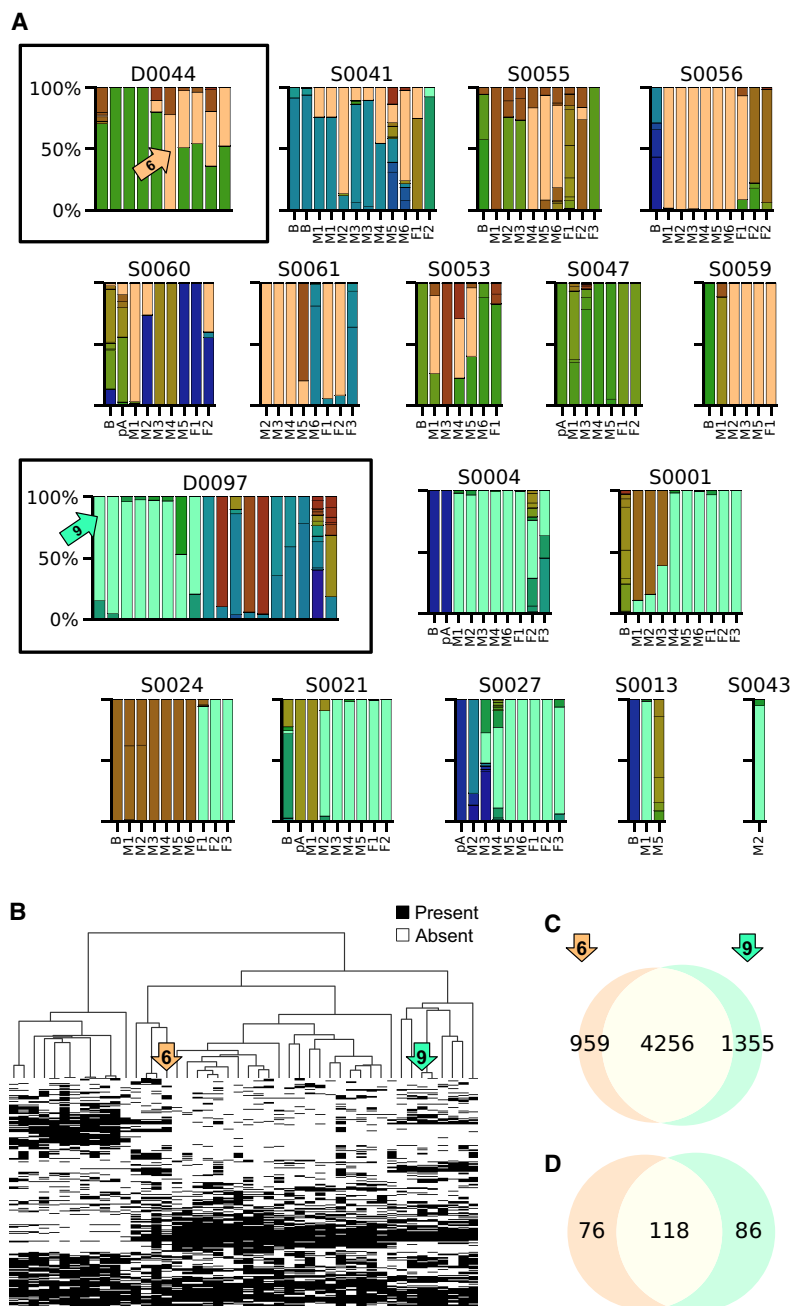 A
D0044
S0041
S0055
S0056
100%
50%
0%
6
B B M1 M1 M2 M3 M3 M4 M5 M6 F1 F2
B M1 M2 M3 M4 M5 M6 F1 F2 F3
B M1 M2 M3 M4 M5 M6 F1 F2 F2
S0060
S0061
S0053
S0047
S0059
B pA M1 M2 M3 M4 M5 F1 F2
M2 M3 M4 M5 M6 F1 F2 F3
B M1 M3 M4 M5 M6 F1
pA M1 M3 M4 M5 F1 F2
B M1 M2 M3 M5 F1
D0097
S0004
S0001
100%
50%
0%
9
B pA M1 M2 M3 M4 M6 F1 F2 F3
B M1 M2 M3 M4 M5 M6 F1 F2 F3
S0024
S0021
S0027
S0013
S0043
B M1 M2 M3 M4 M5 M6 F1 F2 F3
B pA M1 M2 M3 M4 M5 F1 F2
pA M2 M3 M4 M5 M6 F1 F2 F3
B M1 M5
M2
B
Present
Absent
6
9
C
6
9
959
4256
1355
D
76
118
86